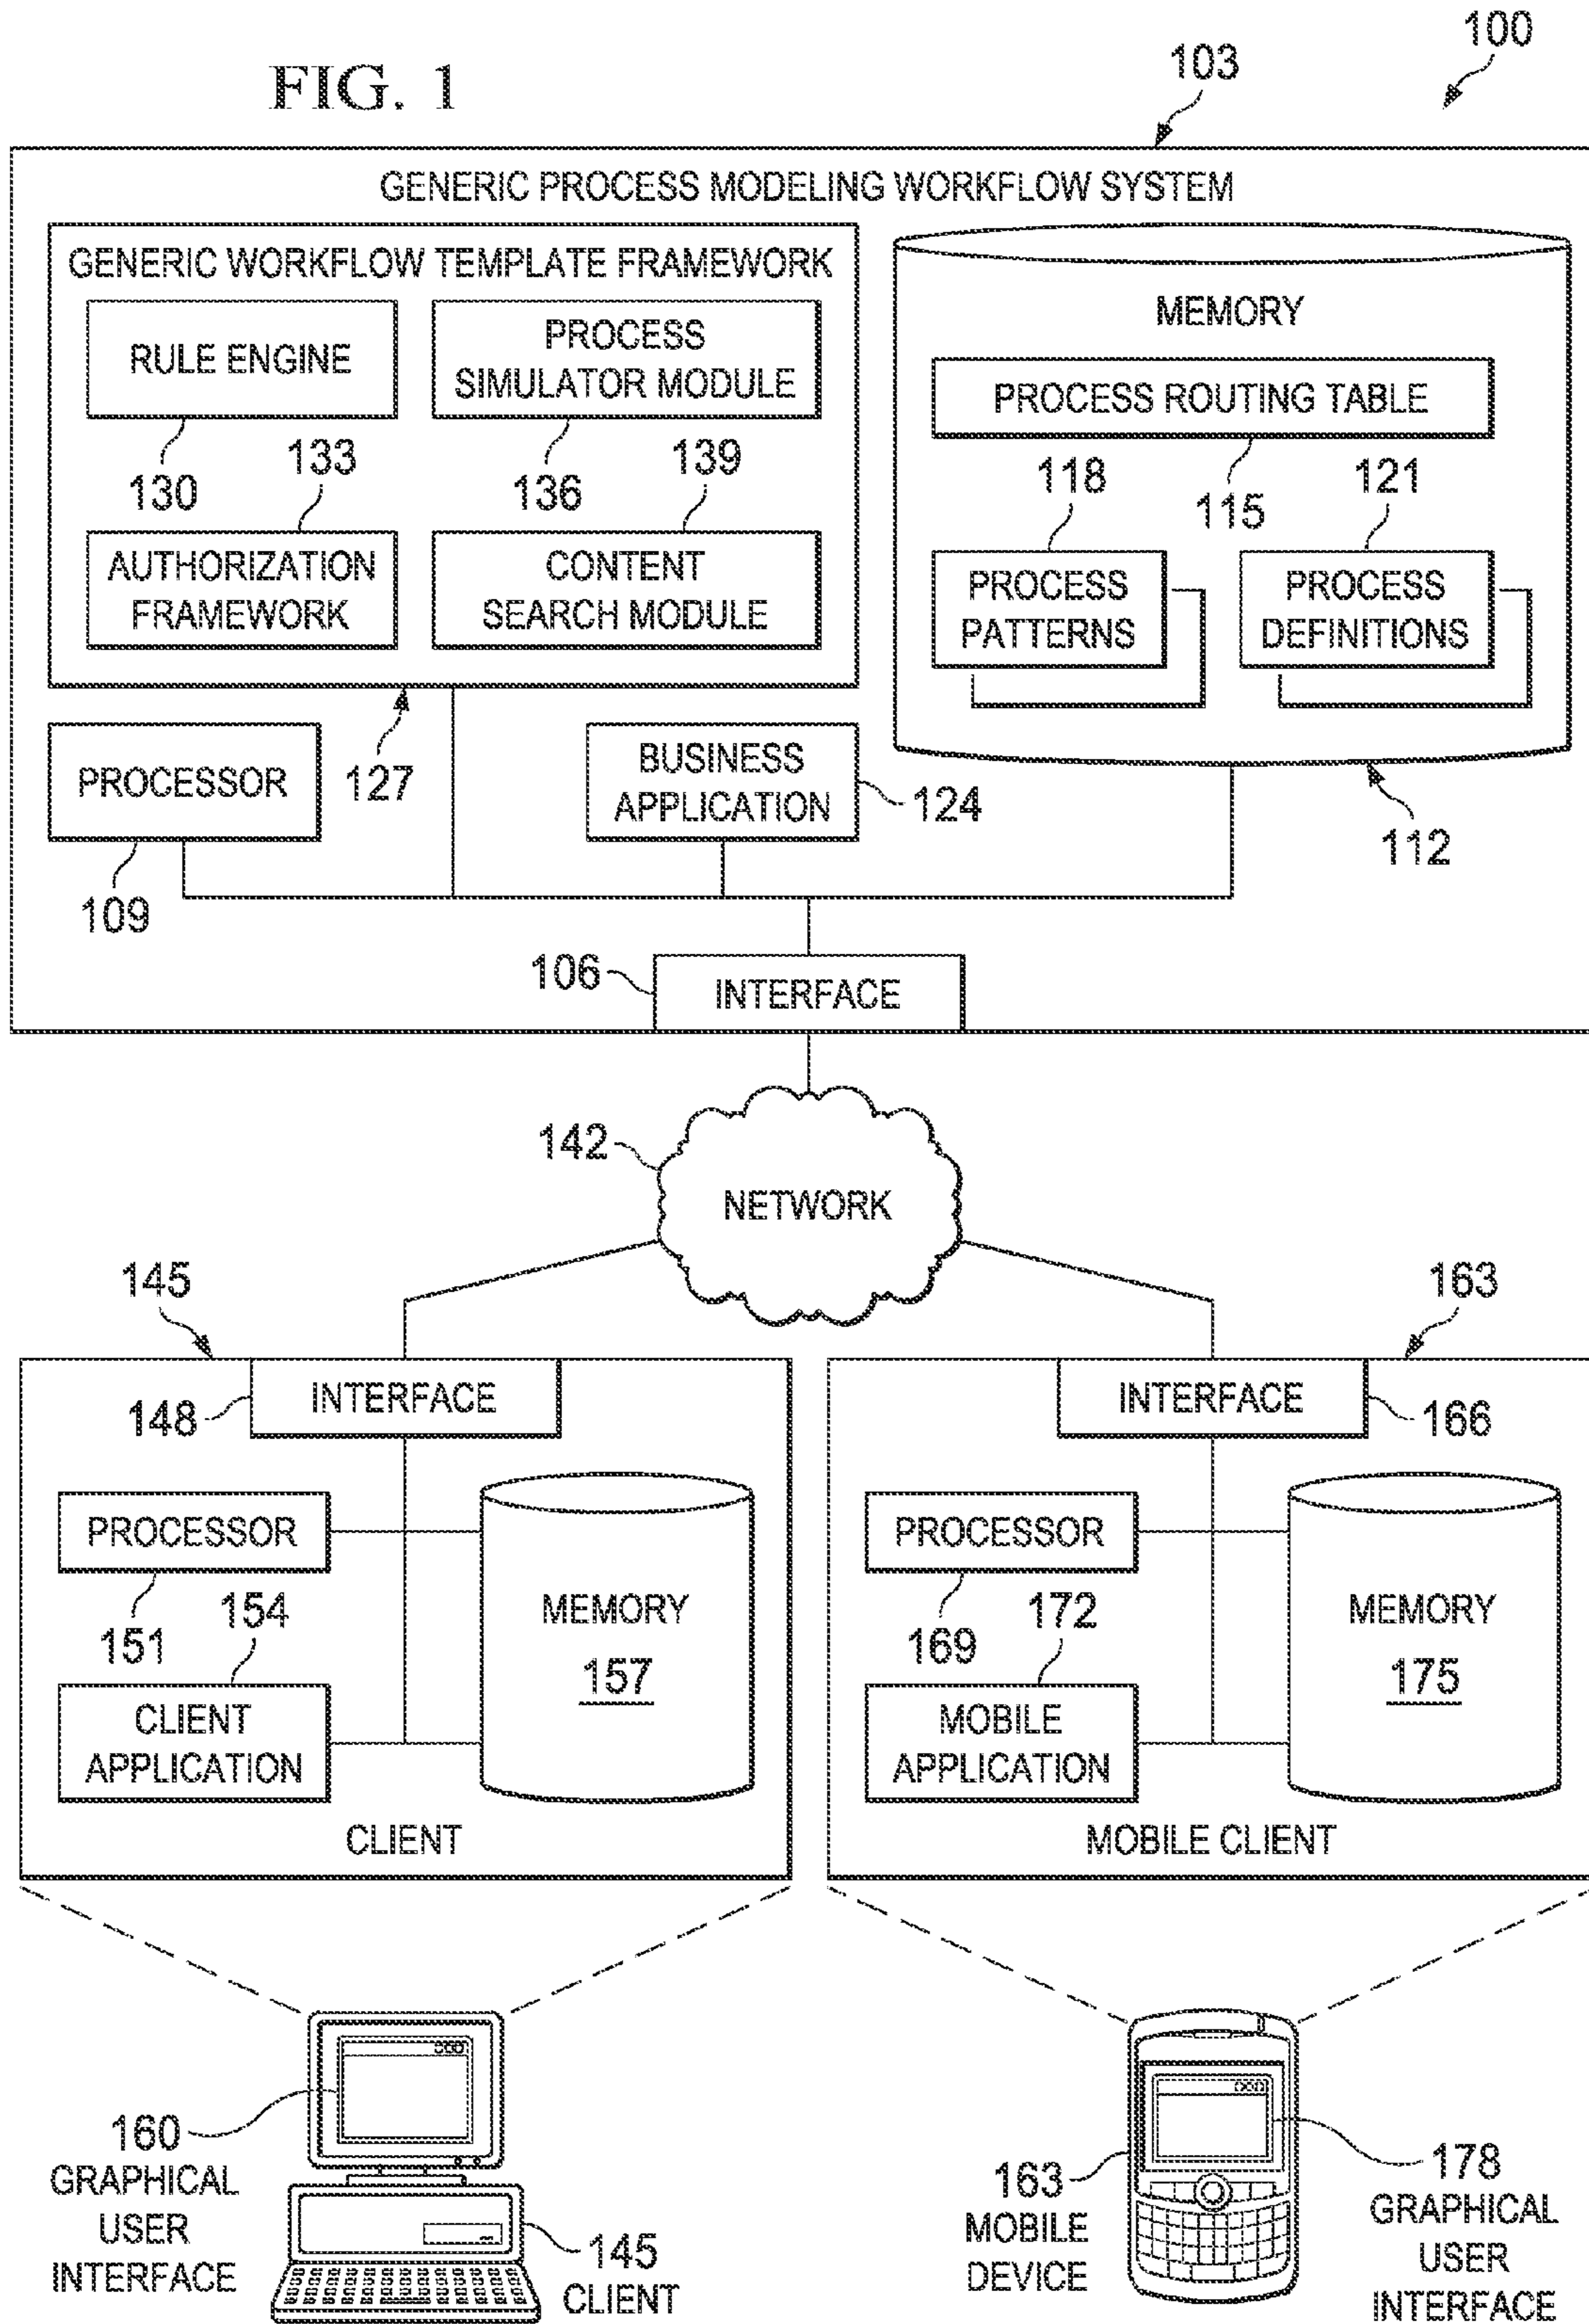 FIG. 1
103
100
GENERIC PROCESS MODELING WORKFLOW SYSTEM
GENERIC WORKFLOW TEMPLATE FRAMEWORK
RULE ENGINE
130
PROCESS
SIMULATOR MODULE
136
133
AUTHORIZATION
FRAMEWORK
139
CONTENT
SEARCH MODULE
127
MEMORY
PROCESS ROUTING TABLE
115
118
PROCESS
PATTERNS
121
PROCESS
DEFINITIONS
112
PROCESSOR
109
BUSINESS
APPLICATION
124
106
INTERFACE
142
NETWORK
145
148
INTERFACE
PROCESSOR
151
154
CLIENT
APPLICATION
MEMORY
157
CLIENT
163
INTERFACE
166
PROCESSOR
169
172
MOBILE
APPLICATION
MEMORY
175
MOBILE CLIENT
160
GRAPHICAL
USER
INTERFACE
145
CLIENT
163
MOBILE
DEVICE
178
GRAPHICAL
USER
INTERFACE